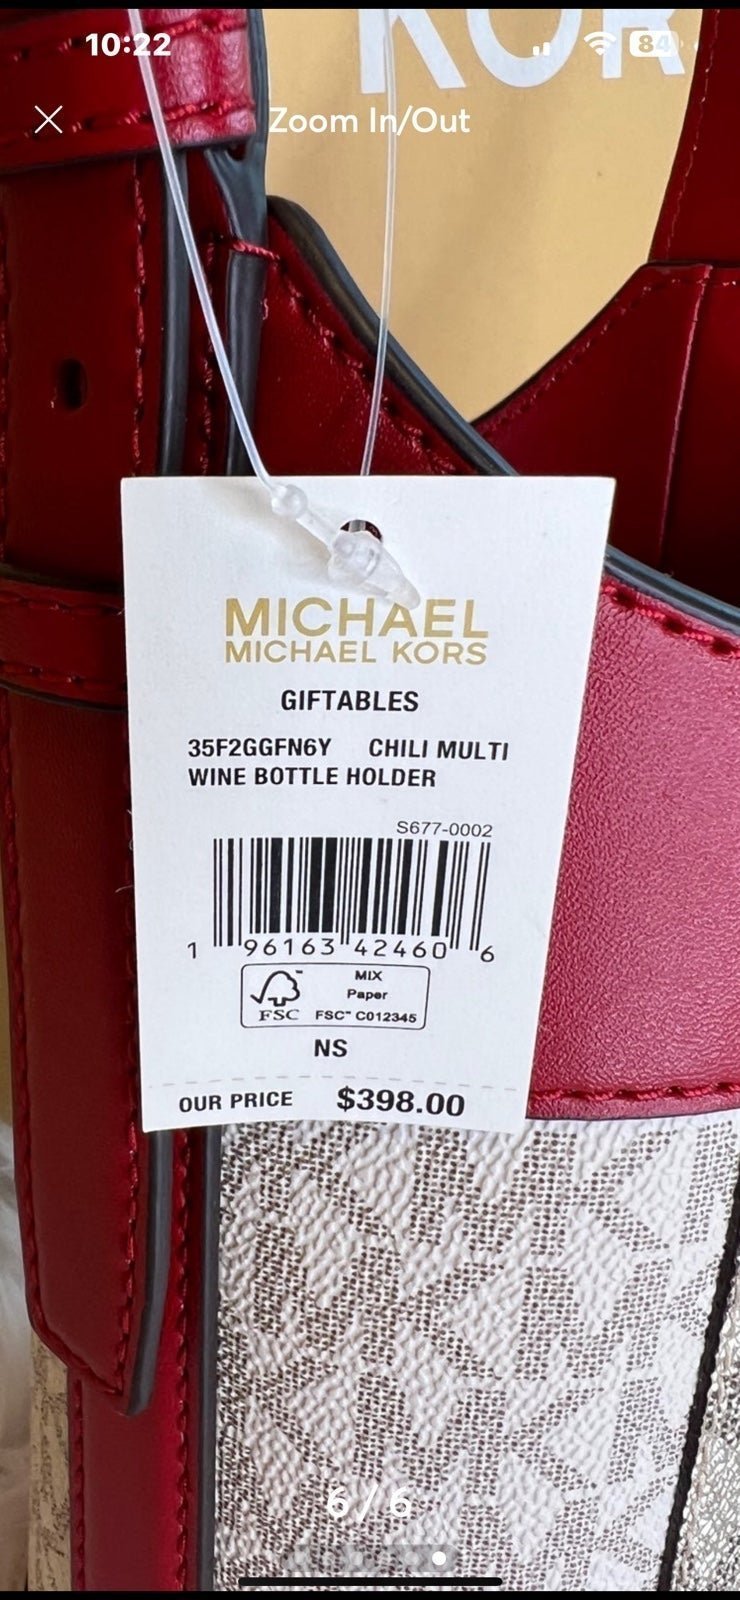 KOR
10:22
84
Zoom In/Out
MICHAEL
MICHAEL KORS
GIFTABLES
35F2GGFN6Y CHILI MULTI
WINE BOTTLE HOLDER
S677-0002
1 96163 42460 6
MIX
Paper
FSC™ FSC™ C012345
NS
OUR PRICE $398.00
6 / 6